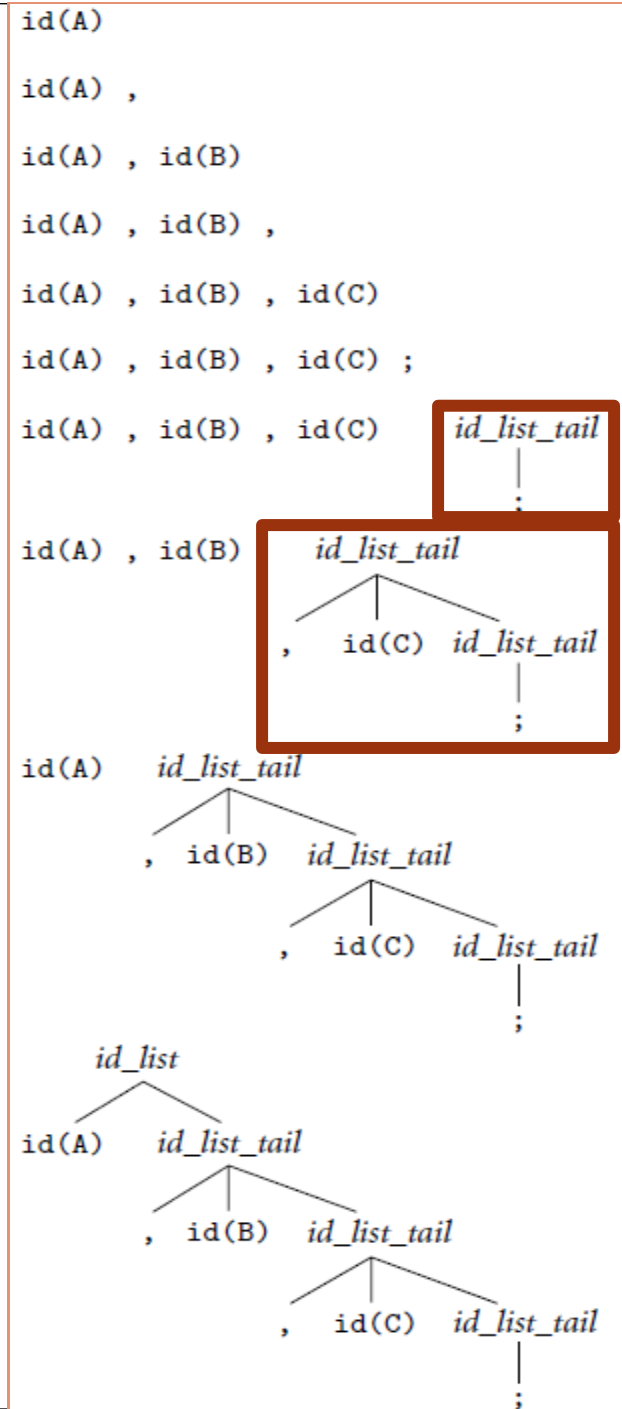 id(A)
id(A) ,
id(A) , id(B)
id(A) , id(B) ,
id(A) , id(B) , id(C)
id(A) , id(B) , id(C) ;
id(A) , id(B) , id(C) id_list_tail
;
id(A) , id(B) id_list_tail
, id(C) id_list_tail
;
id(A) id_list_tail
, id(B) id_list_tail
, id(C) id_list_tail
;
id_list
id(A) id_list_tail
, id(B) id_list_tail
, id(C) id_list_tail
;